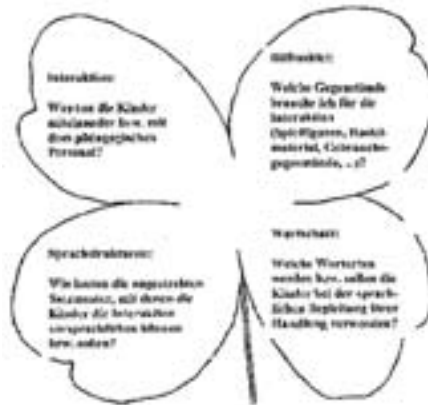 Interaktion:
Werden die Kinder
miteinander bzw. mit
dem pädagogischen
Personal?
Hilfsmittel:
Welche Gegenstände
brauche ich für die
Interaktion
(Spielfiguren, Bastel-
material, Gebrauchs-
gegenstände, ...)?
Sprachstrukturen:
Wie lauten die angestrebten
Satzmuster, mit denen die
Kinder die Interaktion
versprachlichen können
bzw. sollen?
Wortschatz:
Welche Wortarten
werden bzw. sollen die
Kinder bei der sprach-
lichen Begleitung ihrer
Handlung verwenden?